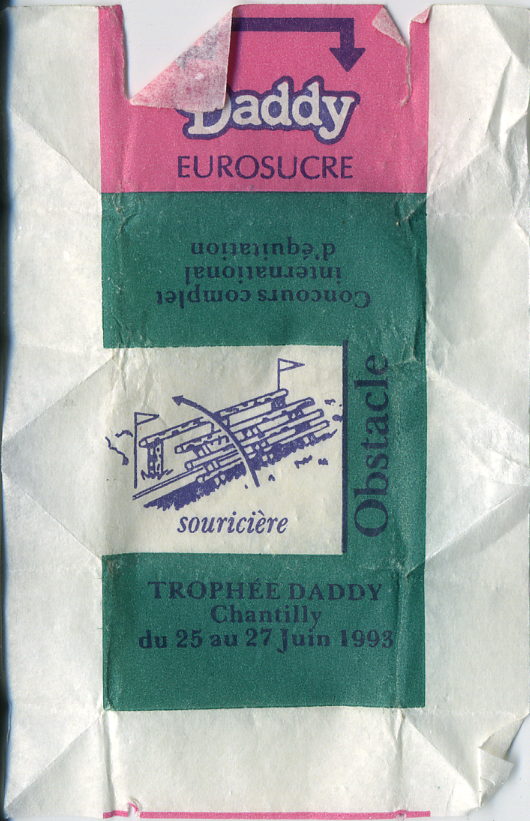 Daddy
EUROSUCRE
Concours complet
international
d'équitation
Obstacle
souricière
TROPHÉE DADDY
Chantilly
du 25 au 27 Juin 1993